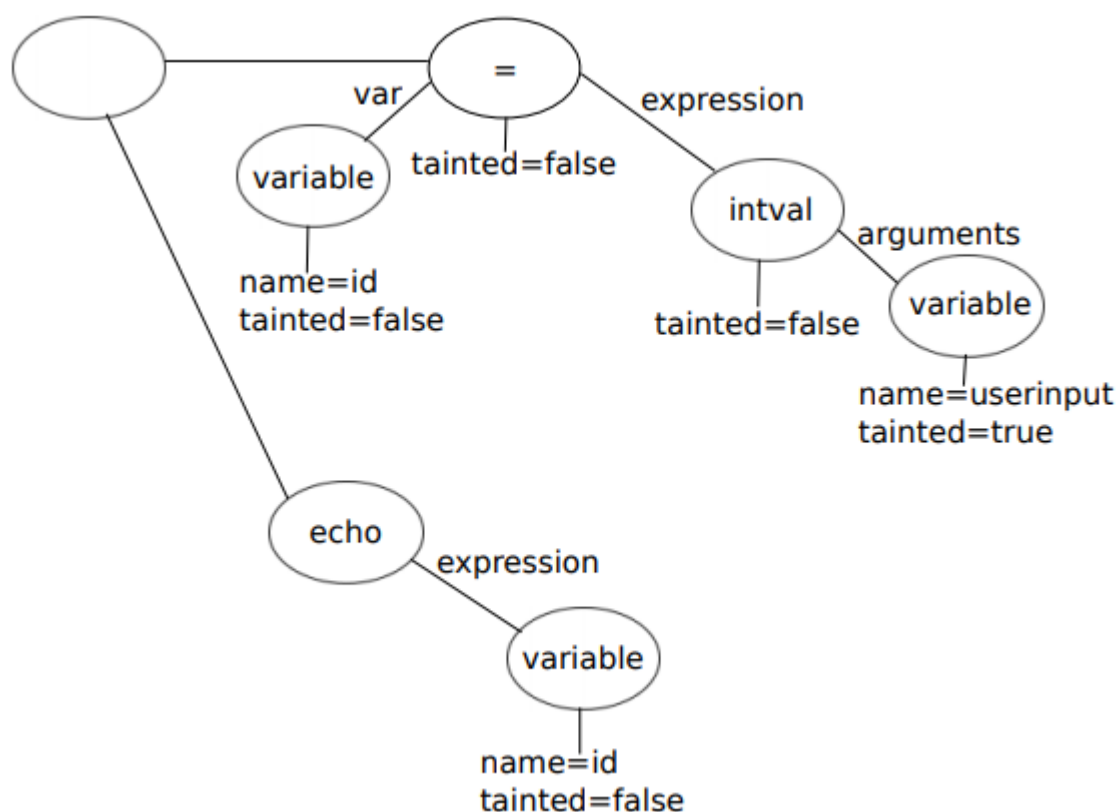 =
var
expression
variable
tainted=false
intval
arguments
name=id
tainted=false
tainted=false
variable
name=userinput
tainted=true
echo
expression
variable
name=id
tainted=false